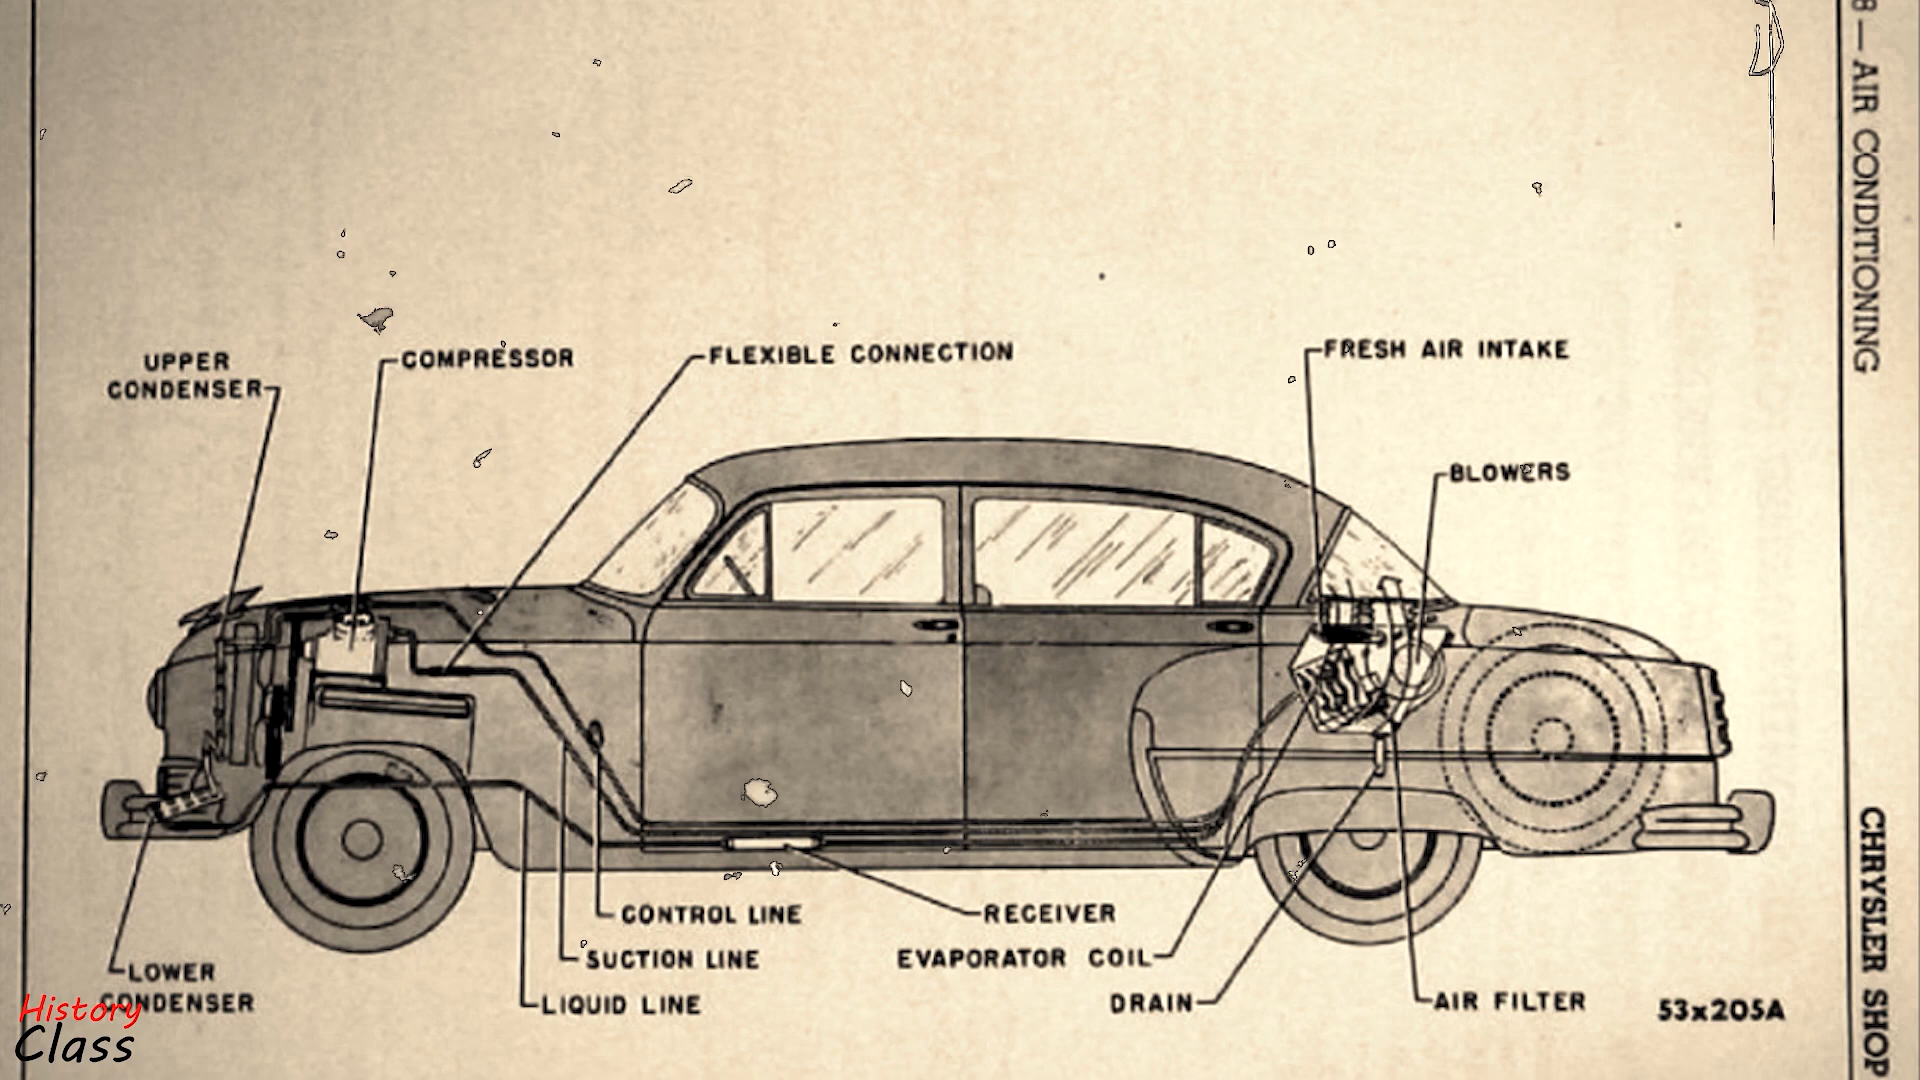 UPPER
CONDENSER
COMPRESSOR
FLEXIBLE CONNECTION
FRESH AIR INTAKE
BLOWERS
CONTROL LINE
SUCTION LINE
LIQUID LINE
RECEIVER
EVAPORATOR COIL
DRAIN
AIR FILTER
LOWER
CONDENSER
53x205A
8—AIR CONDITIONING
CHRYSLER SHOP
History
Class